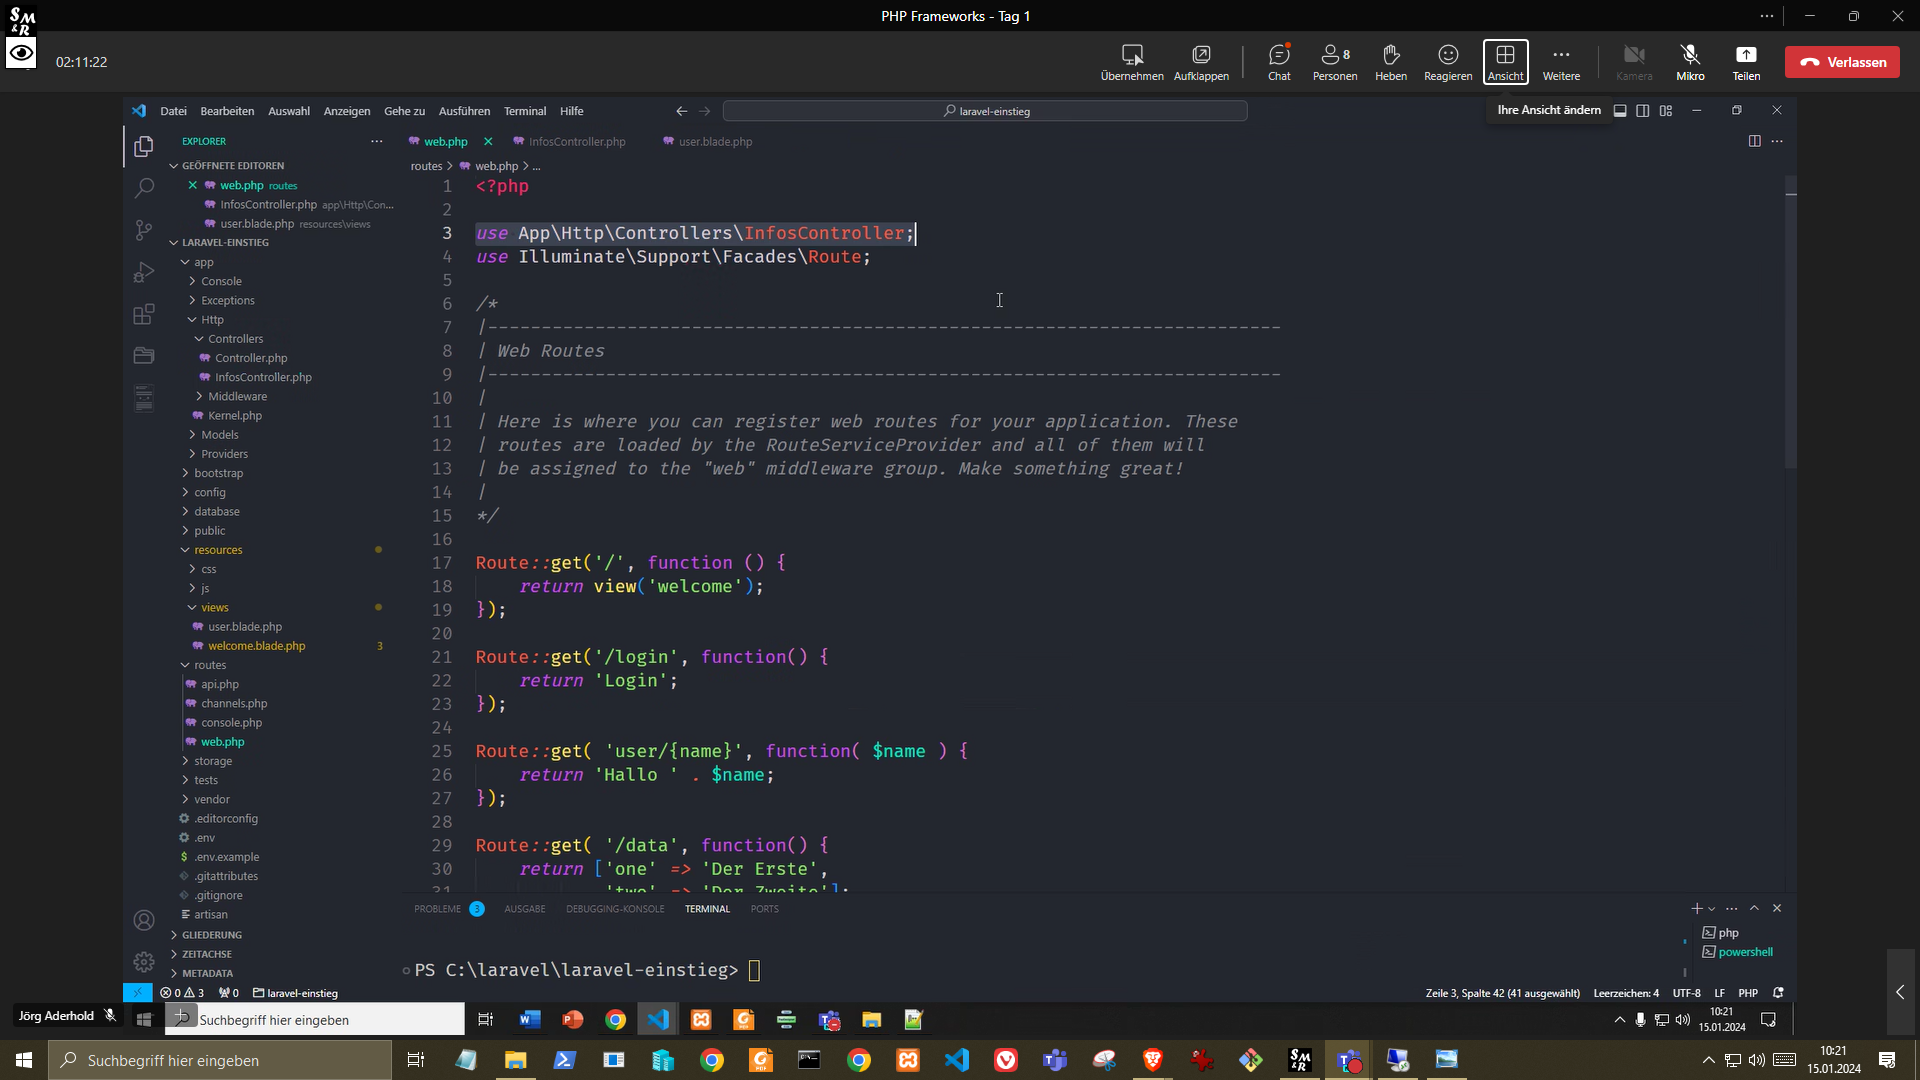 SM&R
PHP Frameworks - Tag 1
02:11:22
Übernehmen
Aufklappen
Chat
8
Personen
Heben
Reagieren
Ansicht
Weitere
Kamera
Mikro
Teilen
Verlassen
Datei Bearbeiten Auswahl Anzeigen Gehe zu Ausführen Terminal Hilfe
laravel-einstieg
Ihre Ansicht ändern
EXPLORER
GEÖFFNETE EDITOREN
web.php routes
InfosController.php app\Http\Con...
user.blade.php resources\views
LARAVEL-EINSTIEG
app
Console
Exceptions
Http
Controllers
Controller.php
InfosController.php
Middleware
Kernel.php
Models
Providers
bootstrap
config
database
public
resources
css
js
views
user.blade.php
welcome.blade.php 3
routes
api.php
channels.php
console.php
web.php
storage
tests
vendor
.editorconfig
.env
.env.example
.gitattributes
.gitignore
artisan
GLIEDERUNG
ZEITACHSE
METADATA
web.php InfosController.php user.blade.php
routes > web.php > ...
1 <?php
2
3 use App\Http\Controllers\InfosController;
4 use Illuminate\Support\Facades\Route;
5
6 /*
7 |--------------------------------------------------------------------------
8 | Web Routes
9 |--------------------------------------------------------------------------
10 |
11 | Here is where you can register web routes for your application. These
12 | routes are loaded by the RouteServiceProvider and all of them will
13 | be assigned to the "web" middleware group. Make something great!
14 |
15 */
16
17 Route::get('/', function () {
18 return view('welcome');
19 });
20
21 Route::get('/login', function() {
22 return 'Login';
23 });
24
25 Route::get( 'user/{name}', function( $name ) {
26 return 'Hallo ' . $name;
27 });
28
29 Route::get( '/data', function() {
30 return ['one' => 'Der Erste',
31 'two' => 'Der Zweite'];
PROBLEME 3 AUSGABE DEBUGGING-KONSOLE TERMINAL PORTS
PS C:\laravel\laravel-einstieg>
php
powershell
0 3 0 laravel-einstieg
Zeile 3, Spalte 42 (41 ausgewählt) Leerzeichen: 4 UTF-8 LF PHP
Jörg Aderhold
Suchbegriff hier eingeben
10:21
15.01.2024
Suchbegriff hier eingeben
10:21
15.01.2024